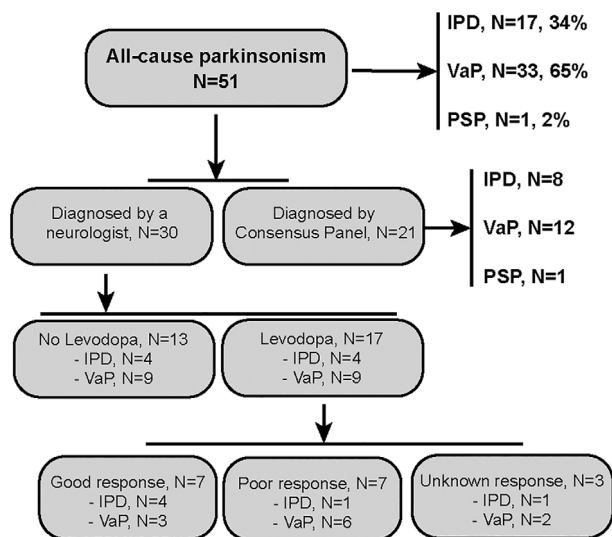 All-cause parkinsonism
N=51
IPD, N=17, 34%
VaP, N=33, 65%
PSP, N=1, 2%
Diagnosed by a
neurologist, N=30
Diagnosed by
Consensus Panel, N=21
IPD, N=8
VaP, N=12
PSP, N=1
No Levodopa, N=13
- IPD, N=4
- VaP, N=9
Levodopa, N=17
- IPD, N=4
- VaP, N=9
Good response, N=7
- IPD, N=4
- VaP, N=3
Poor response, N=7
- IPD, N=1
- VaP, N=6
Unknown response, N=3
- IPD, N=1
- VaP, N=2